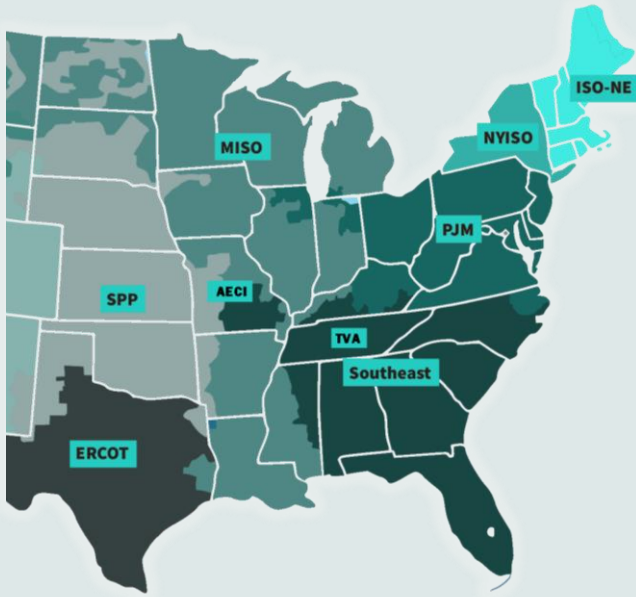 ISO-NE
MISO
NYISO
PJM
SPP
AECI
TVA
Southeast
ERCOT